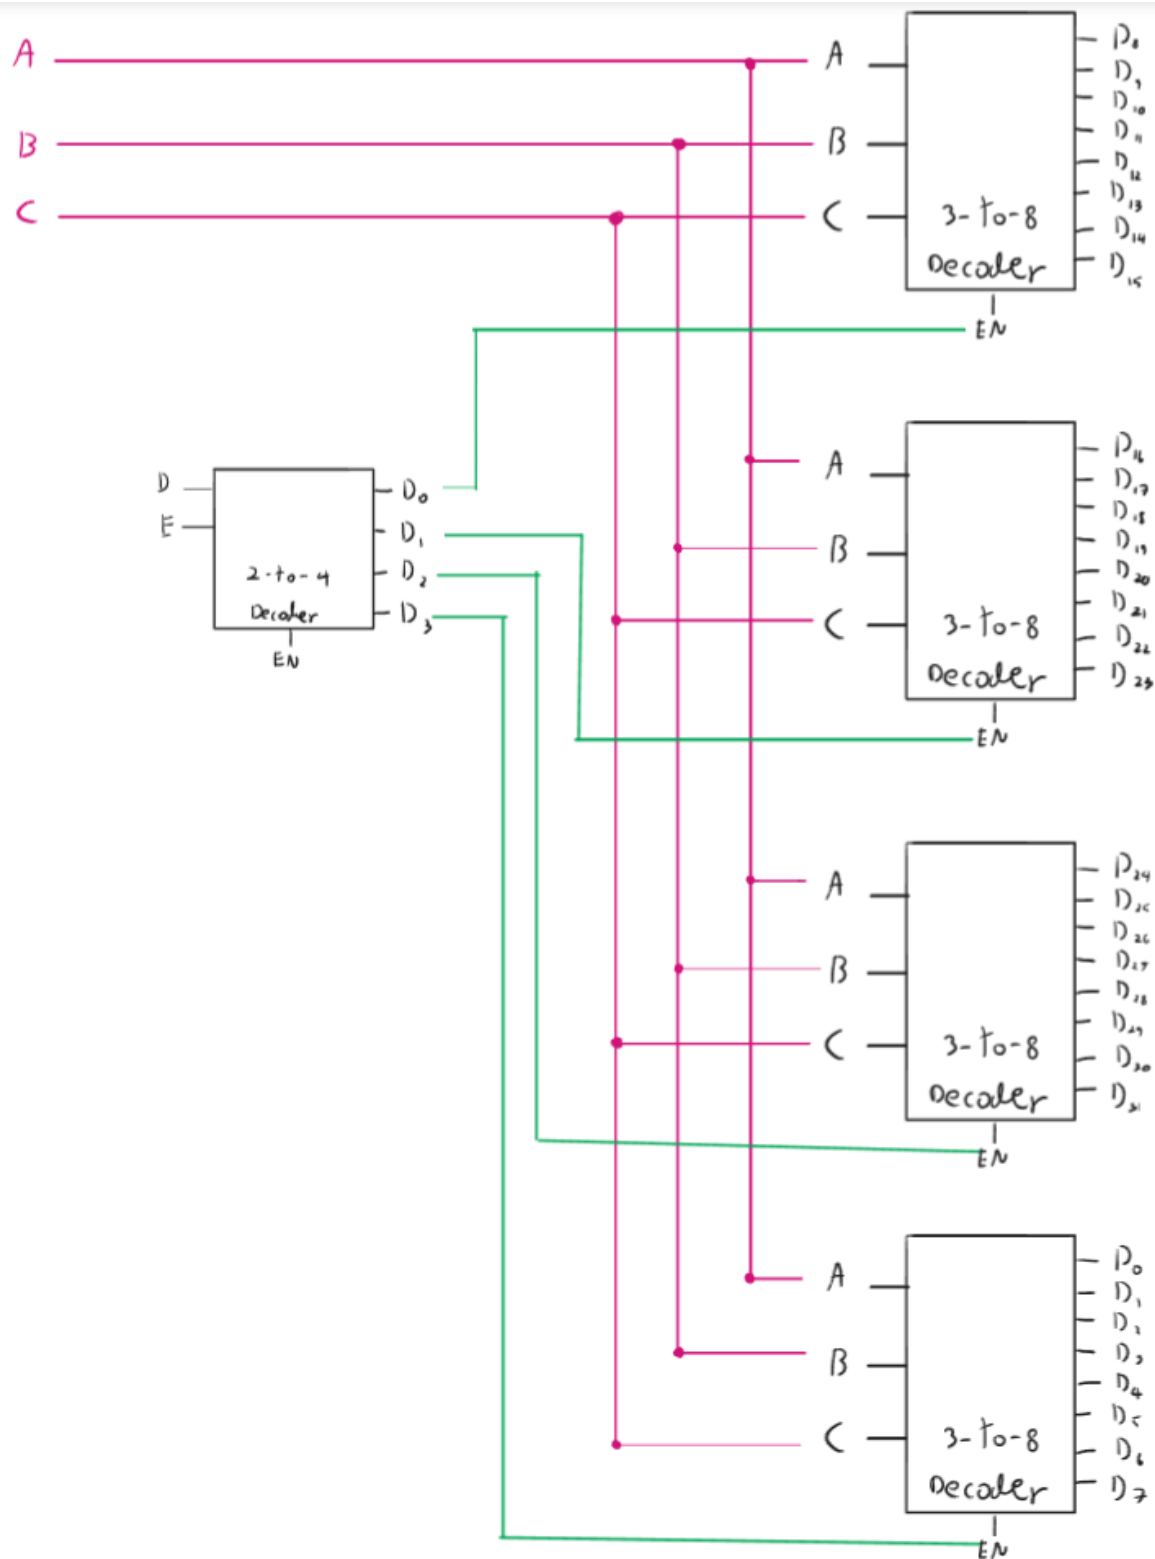 A
A
D₈
D₉
D₁₀
B
B
D₁₁
D₁₂
D₁₃
C
C
3-to-8
D₁₄
Decoder
D₁₅
EN
A
D₁₆
D₁₇
D₁₈
D
D₀
E
D₁
B
D₁₉
2-to-4
D₂
D₂₀
Decoder
D₃
C
3-to-8
D₂₁
D₂₂
EN
Decoder
D₂₃
EN
A
D₂₄
D₂₅
D₂₆
B
D₂₇
D₂₈
D₂₉
C
3-to-8
D₃₀
Decoder
D₃₁
EN
A
D₀
D₁
D₂
B
D₃
D₄
D₅
C
3-to-8
D₆
Decoder
D₇
EN